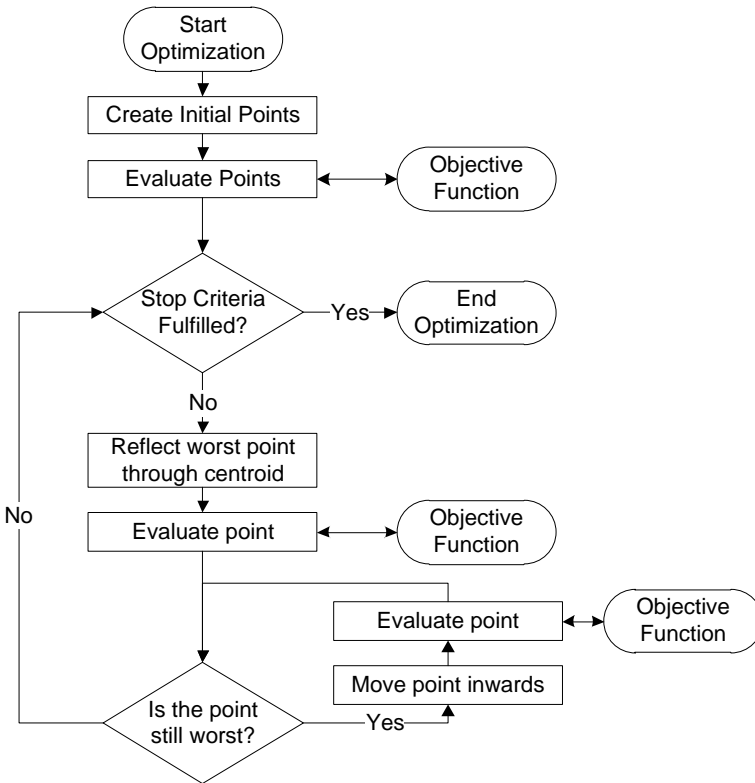 Start
Optimization
Create Initial Points
Evaluate Points
Objective
Function
Stop Criteria
Fulfilled?
Yes
End
Optimization
No
Reflect worst point
through centroid
No
Evaluate point
Objective
Function
Evaluate point
Objective
Function
Move point inwards
Is the point
still worst?
Yes